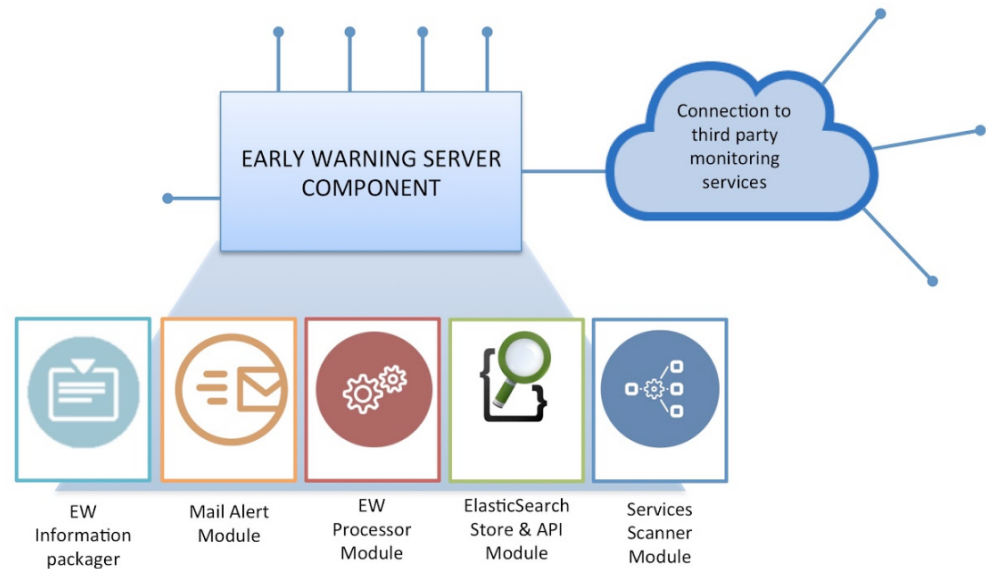 EARLY WARNING SERVER
COMPONENT
Connection to
third party
monitoring
services
EW
Information
packager
Mail Alert
Module
EW
Processor
Module
ElasticSearch
Store & API
Module
Services
Scanner
Module